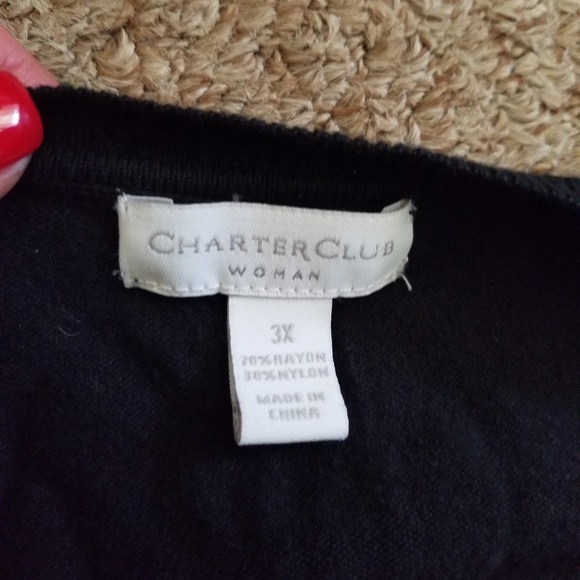 CHARTER CLUB
WOMAN
3X
70% RAYON
30% NYLON
MADE IN
CHINA